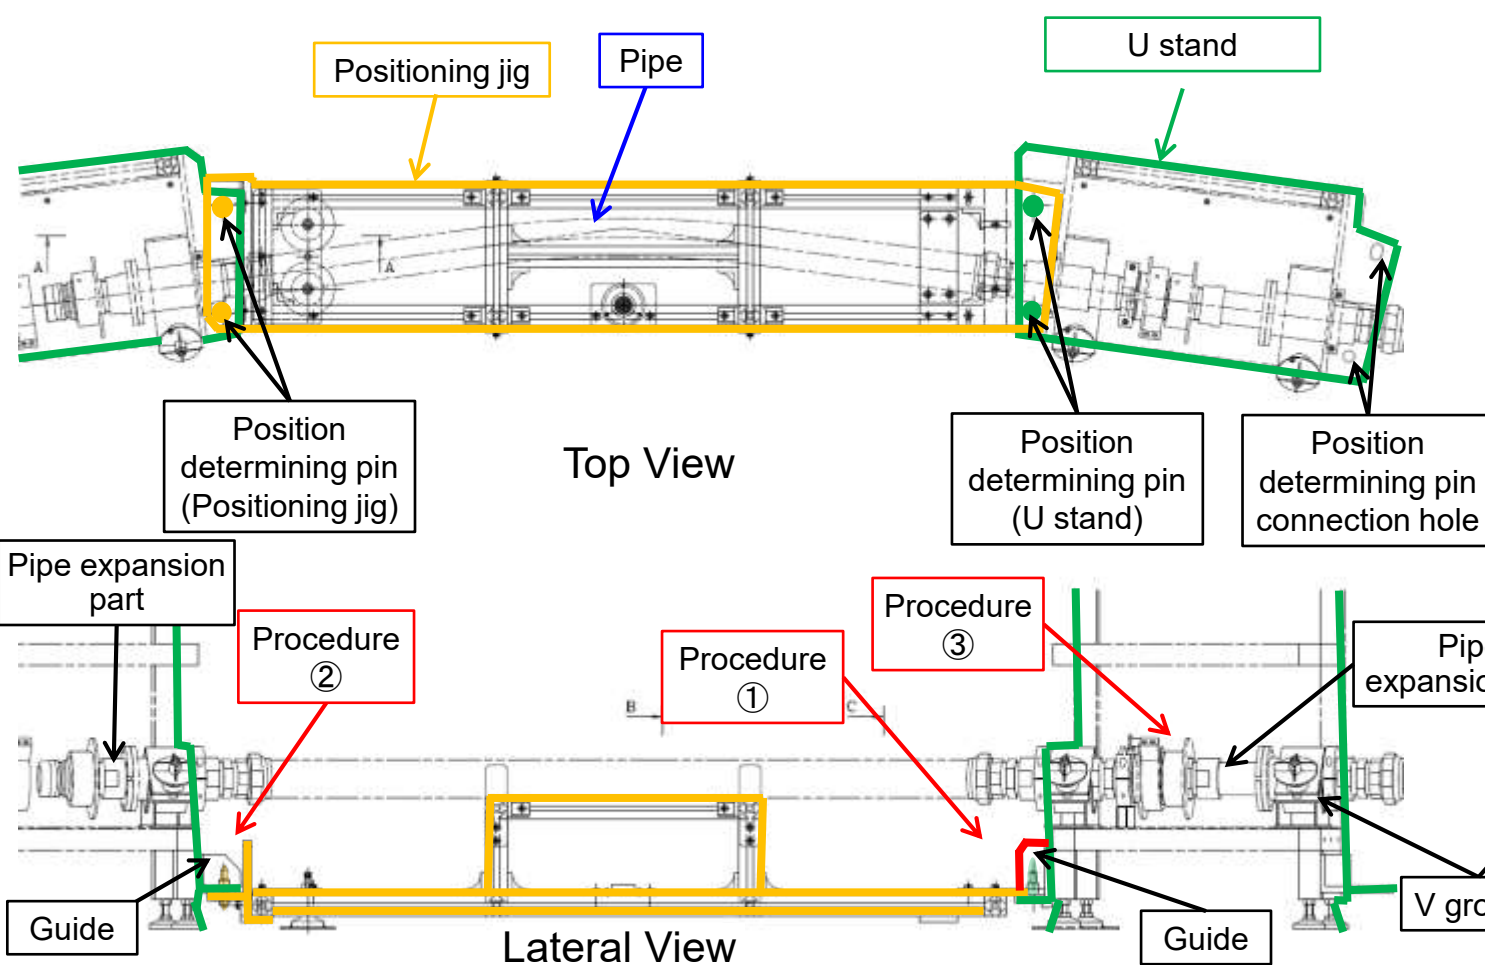 U stand
Positioning jig
Pipe
A
A
Position
determining pin
(Positioning jig)
Top View
Position
determining pin
(U stand)
Position
determining pin
connection hole
Pipe expansion
part
Procedure
②
Procedure
①
Procedure
③
B
C
Pip
expansio
Guide
Lateral View
Guide
V gro